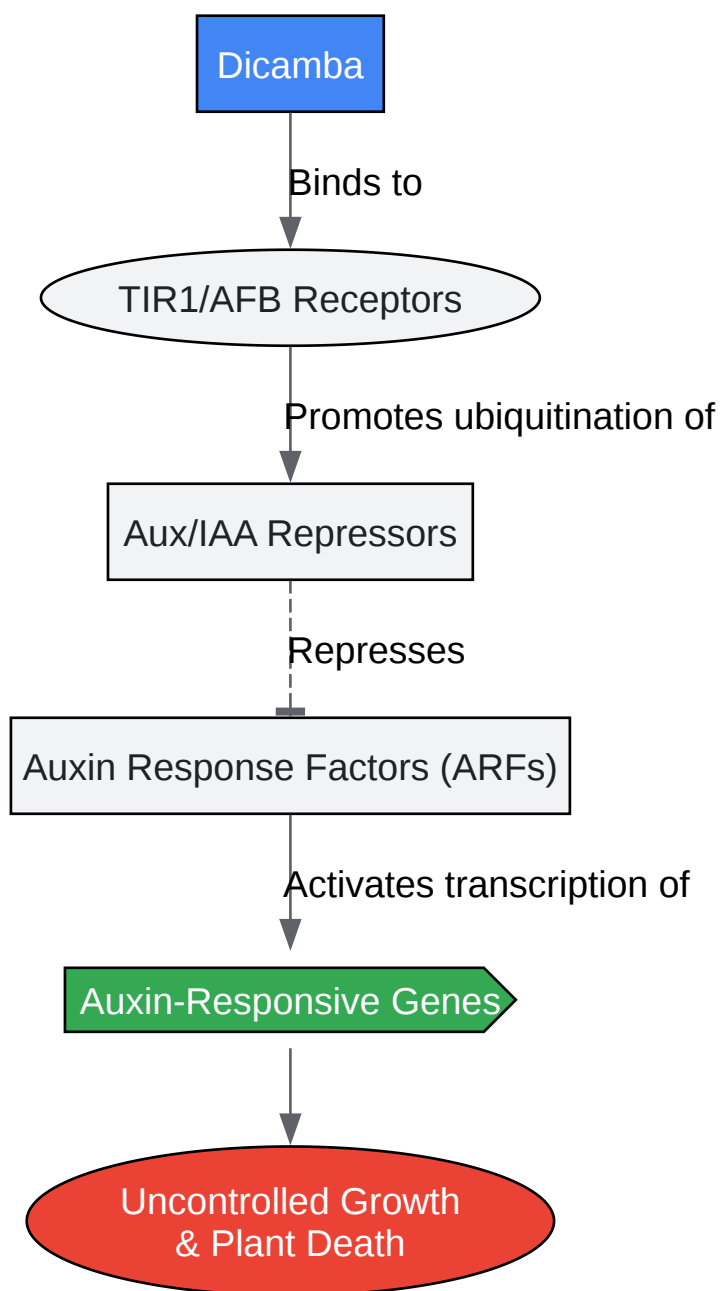 Dicamba
Binds to
TIR1/AFB Receptors
Promotes ubiquitination of
Aux/IAA Repressors
Represses
Auxin Response Factors (ARFs)
Activates transcription of
Auxin-Responsive Genes
Uncontrolled Growth
& Plant Death